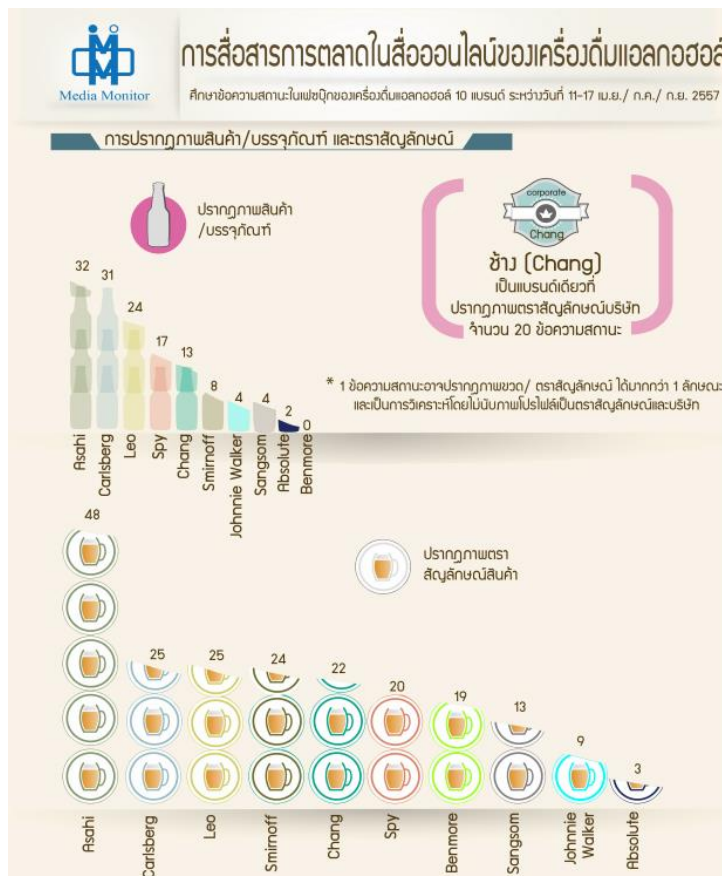 Media Monitor
การสื่อสารการตลาดในสื่อออนไลน์ของเครื่องดื่มแอลกอฮอล์
ศึกษาข้อความสถานะในเฟซบุ๊กของเครื่องดื่มแอลกอฮอล์ 10 แบรนด์ ระหว่างวันที่ 11-17 เม.ย./ ก.ค./ ก.ย. 2557
การปรากฏภาพสินค้า/บรรจุภัณฑ์ และตราสัญลักษณ์
ปรากฏภาพสินค้า
/บรรจุภัณฑ์
corporate
Chang
ช้าง (Chang)
เป็นแบรนด์เดียวที่
ปรากฏภาพตราสัญลักษณ์บริษัท
จำนวน 20 ข้อความสถานะ
32
31
24
17
13
8
4
4
2
0
* 1 ข้อความสถานะอาจปรากฏภาพขวด/ ตราสัญลักษณ์ ได้มากกว่า 1 ลักษณะ
และเป็นการวิเคราะห์โดยไม่นับภาพโปรไฟล์เป็นตราสัญลักษณ์และบริษัท
Asahi
Carlsberg
Leo
Spy
Chang
Smirnoff
Johnnie Walker
Sangsom
Absolute
Benmore
ปรากฏภาพตรา
สัญลักษณ์สินค้า
48
25
25
24
22
20
19
13
9
3
Asahi
Carlsberg
Leo
Smirnoff
Chang
Spy
Benmore
Sangsom
Johnnie
Walker
Absolute